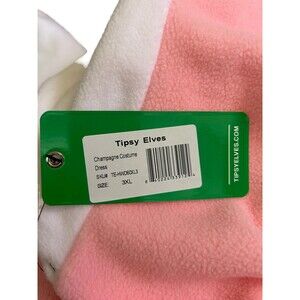 Tipsy Elves
Champagne Costume
Dress
SIZE: 3XL
TIPSYELVES.COM